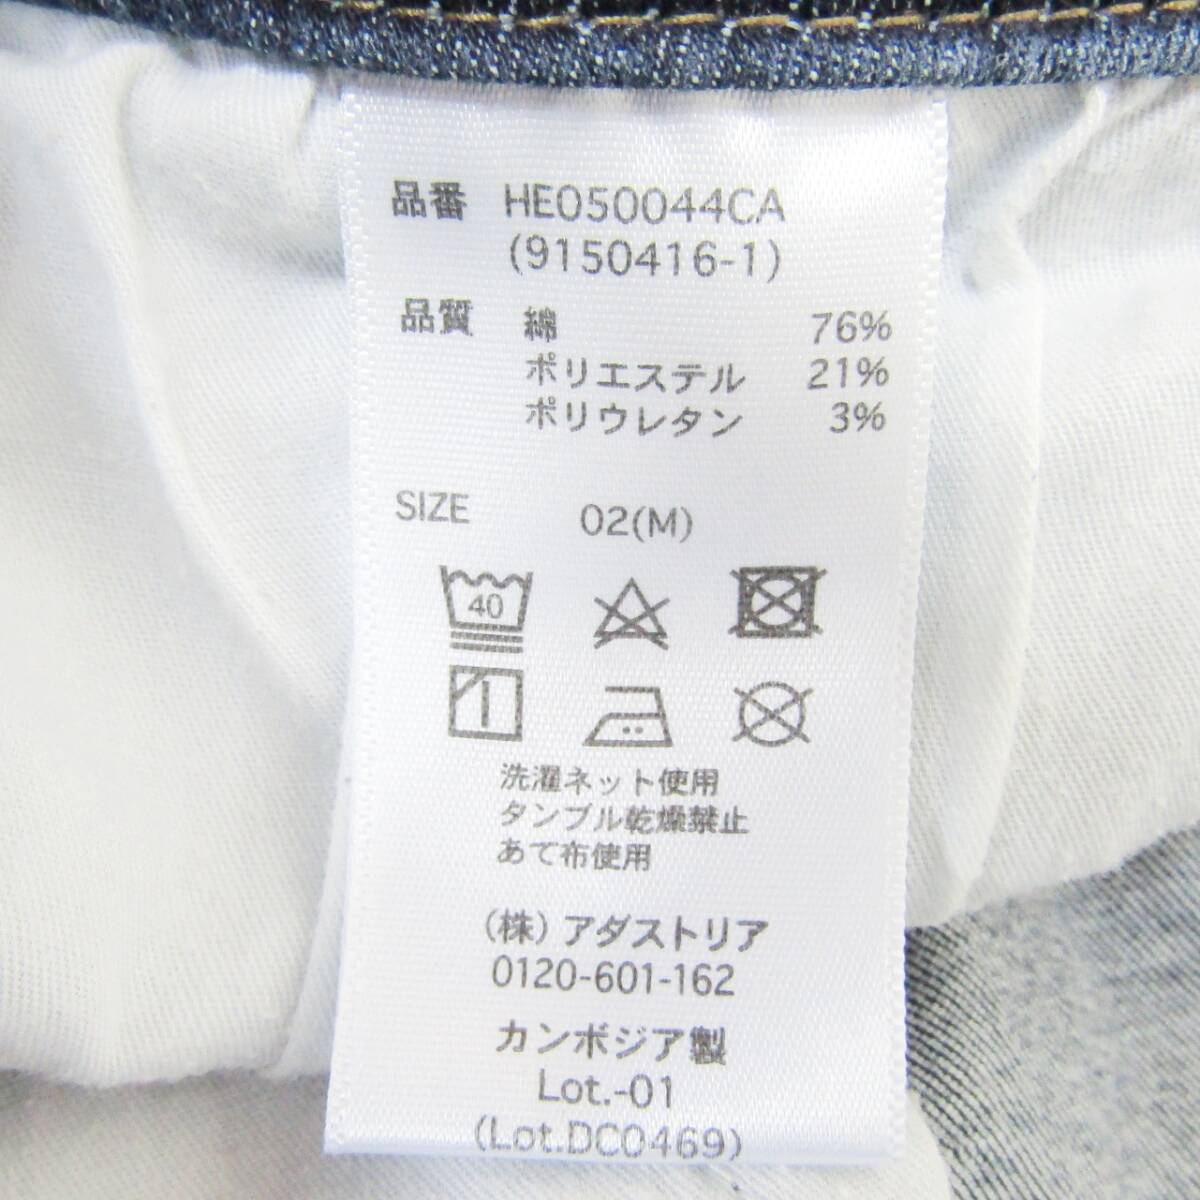 品番 HE050044CA
(9150416-1)
品質 綿 76%
ポリエステル 21%
ポリウレタン 3%
SIZE 02(M)
40
洗濯ネット使用
タンブル乾燥禁止
あて布使用
(株)アダストリア
0120-601-162
カンボジア製
Lot.-01
(Lot.DC0469)